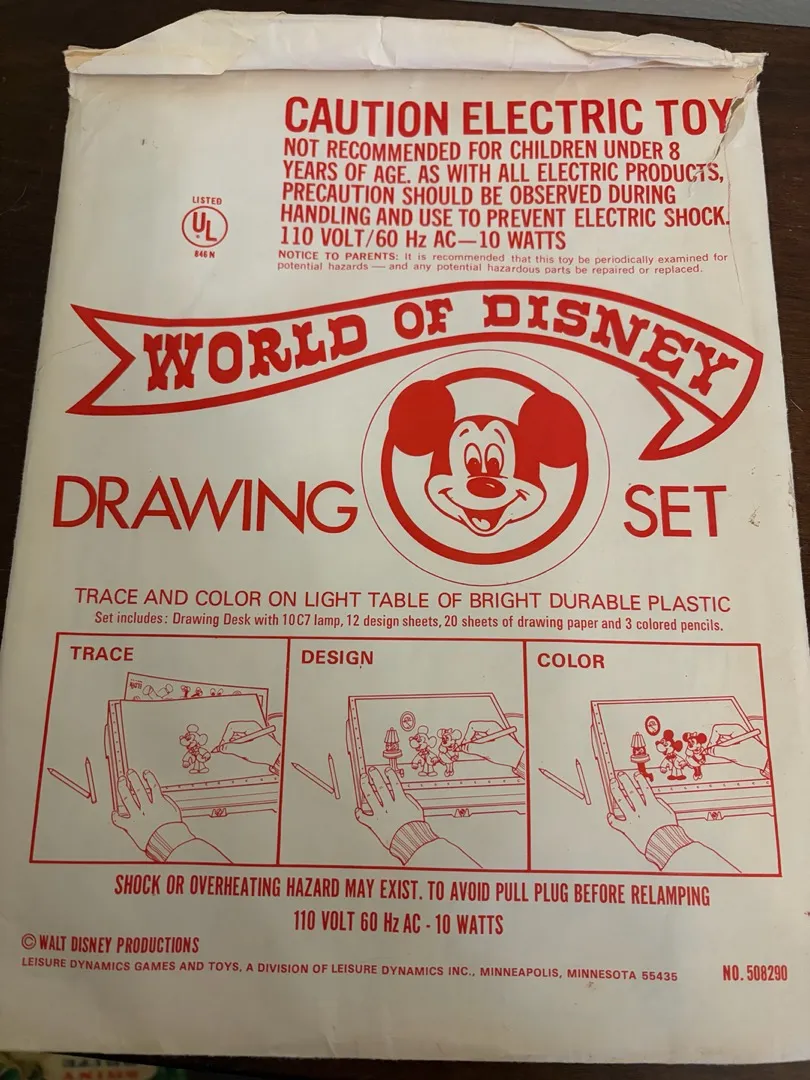 CAUTION ELECTRIC TOY
NOT RECOMMENDED FOR CHILDREN UNDER 8
YEARS OF AGE. AS WITH ALL ELECTRIC PRODUCTS,
PRECAUTION SHOULD BE OBSERVED DURING
HANDLING AND USE TO PREVENT ELECTRIC SHOCK.
110 VOLT/60 Hz AC—10 WATTS
NOTICE TO PARENTS: It is recommended that this toy be periodically examined for
potential hazards — and any potential hazardous parts be repaired or replaced.
LISTED
UL
846 N
WORLD OF DISNEY
DRAWING SET
TRACE AND COLOR ON LIGHT TABLE OF BRIGHT DURABLE PLASTIC
Set includes: Drawing Desk with 10C7 lamp, 12 design sheets, 20 sheets of drawing paper and 3 colored pencils.
TRACE
DESIGN
COLOR
SHOCK OR OVERHEATING HAZARD MAY EXIST. TO AVOID PULL PLUG BEFORE RELAMPING
110 VOLT 60 Hz AC - 10 WATTS
© WALT DISNEY PRODUCTIONS
LEISURE DYNAMICS GAMES AND TOYS, A DIVISION OF LEISURE DYNAMICS INC., MINNEAPOLIS, MINNESOTA 55435
NO. 508290